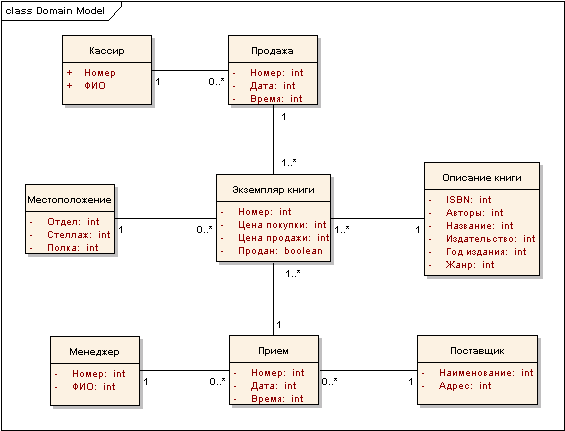 class Domain Model
Кассир
+ Номер
+ ФИО
1
0..*
Продажа
- Номер: int
- Дата: int
- Время: int
1
1..*
Местоположение
- Отдел: int
- Стеллаж: int
- Полка: int
1
0..*
Экземпляр книги
- Номер: int
- Цена покупки: int
- Цена продажи: int
- Продан: boolean
1..*
1
Описание книги
- ISBN: int
- Авторы: int
- Название: int
- Издательство: int
- Год издания: int
- Жанр: int
1..*
1
Менеджер
- Номер: int
- ФИО: int
1
0..*
Прием
- Номер: int
- Дата: int
- Время: int
0..*
1
Поставщик
- Наименование: int
- Адрес: int